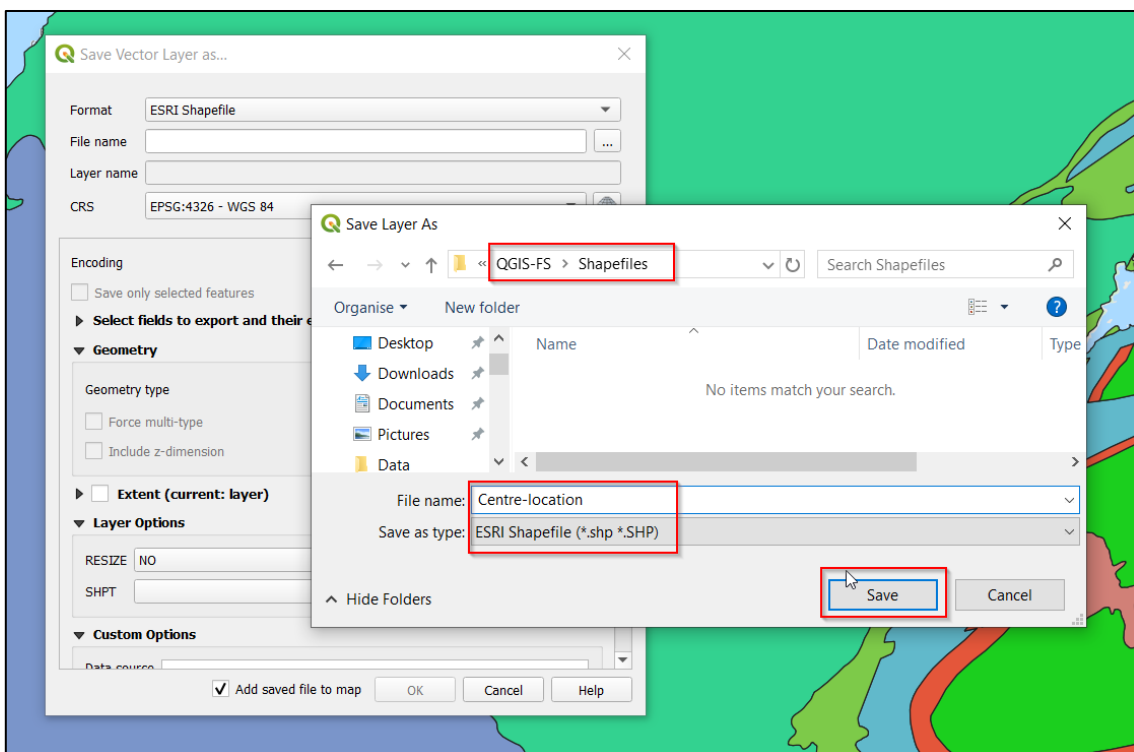 Save Vector Layer as...
Format ESRI Shapefile
File name ...
Layer name
CRS EPSG:4326 - WGS 84
Encoding
Save only selected features
Select fields to export and their e
Geometry
Geometry type
Force multi-type
Include z-dimension
Extent (current: layer)
Layer Options
RESIZE NO
SHPT
Custom Options
Data source
Add saved file to map OK Cancel Help
Save Layer As
« QGIS-FS > Shapefiles Search Shapefiles
Organise New folder ?
Desktop
Downloads
Documents
Pictures
Data
Name Date modified Type
No items match your search.
File name: Centre-location
Save as type: ESRI Shapefile (*.shp *.SHP)
Hide Folders Save Cancel